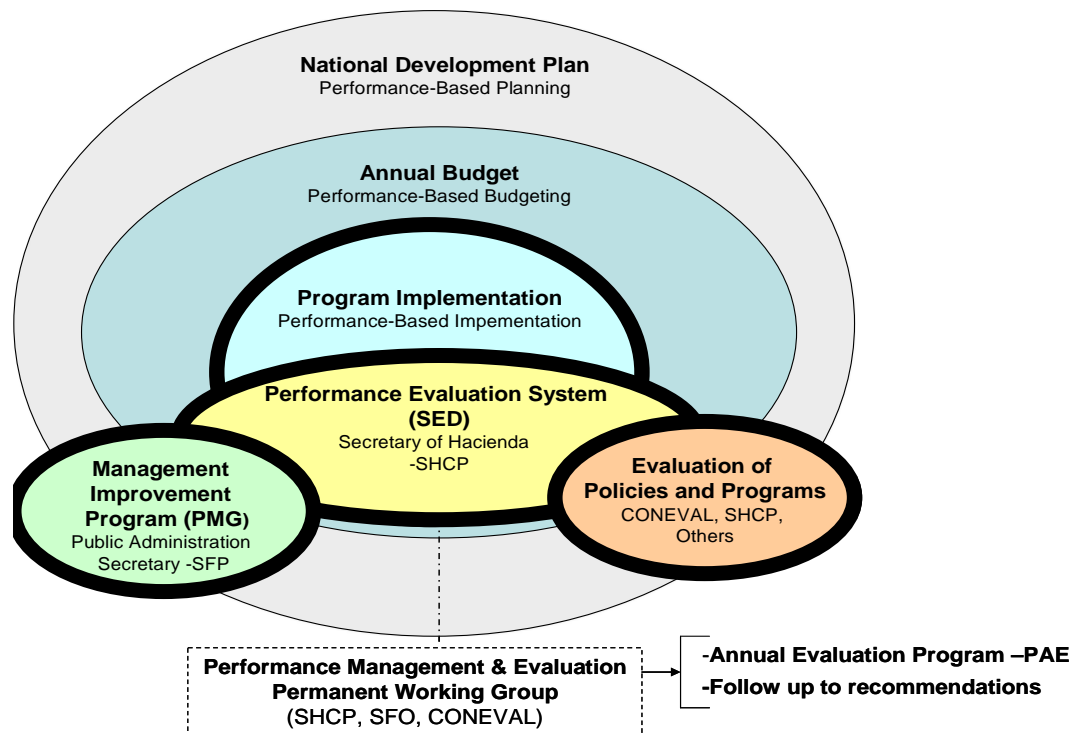 National Development Plan
Performance-Based Planning
Annual Budget
Performance-Based Budgeting
Program Implementation
Performance-Based Impementation
Performance Evaluation System
(SED)
Secretary of Hacienda
-SHCP
Management
Improvement
Program (PMG)
Public Administration
Secretary -SFP
Evaluation of
Policies and Programs
CONEVAL, SHCP,
Others
Performance Management & Evaluation
Permanent Working Group
(SHCP, SFO, CONEVAL)
-Annual Evaluation Program –PAE
-Follow up to recommendations